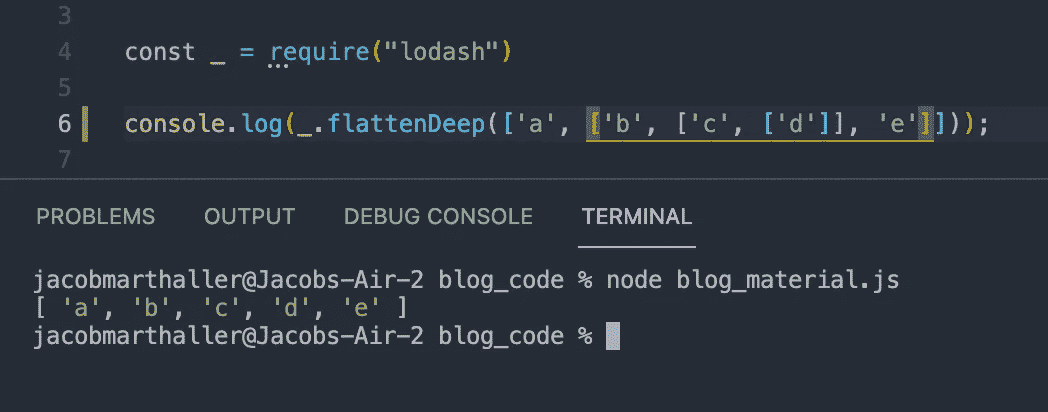 3
4 const _ = require("lodash")
5
6 console.log(_.flattenDeep(['a', ['b', ['c', ['d']], 'e']]));
7
PROBLEMS OUTPUT DEBUG CONSOLE TERMINAL
jacobmarthaller@Jacobs-Air-2 blog_code % node blog_material.js
[ 'a', 'b', 'c', 'd', 'e' ]
jacobmarthaller@Jacobs-Air-2 blog_code %